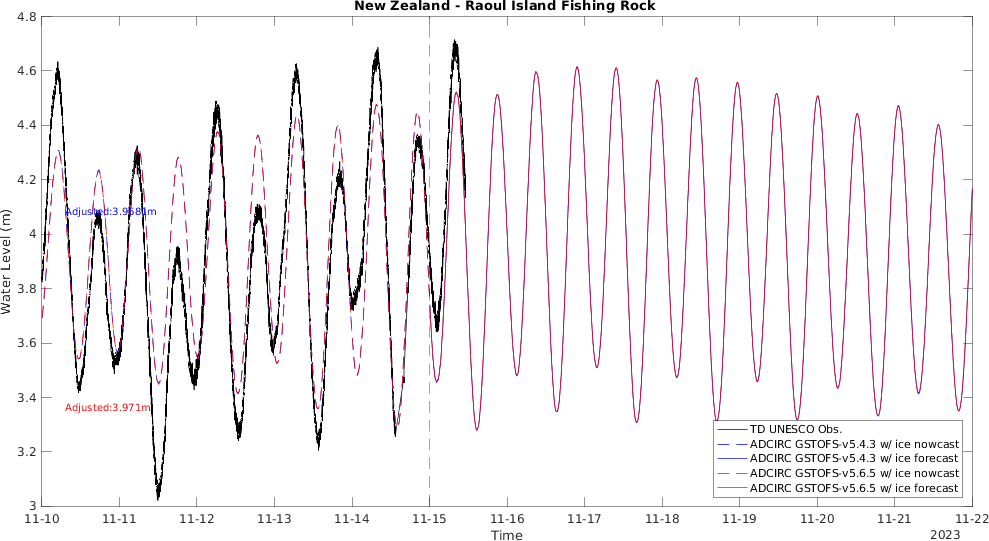 New Zealand - Raoul Island Fishing Rock
4.8
4.6
4.4
4.2
4
3.8
3.6
3.4
3.2
3
Water Level (m)
Adjusted:3.9681m
Adjusted:3.971m
TD UNESCO Obs.
ADCIRC GSTOFS-v5.4.3 w/ ice nowcast
ADCIRC GSTOFS-v5.4.3 w/ ice forecast
ADCIRC GSTOFS-v5.6.5 w/ ice nowcast
ADCIRC GSTOFS-v5.6.5 w/ ice forecast
11-10 11-11 11-12 11-13 11-14 11-15 11-16 11-17 11-18 11-19 11-20 11-21 11-22
Time
2023